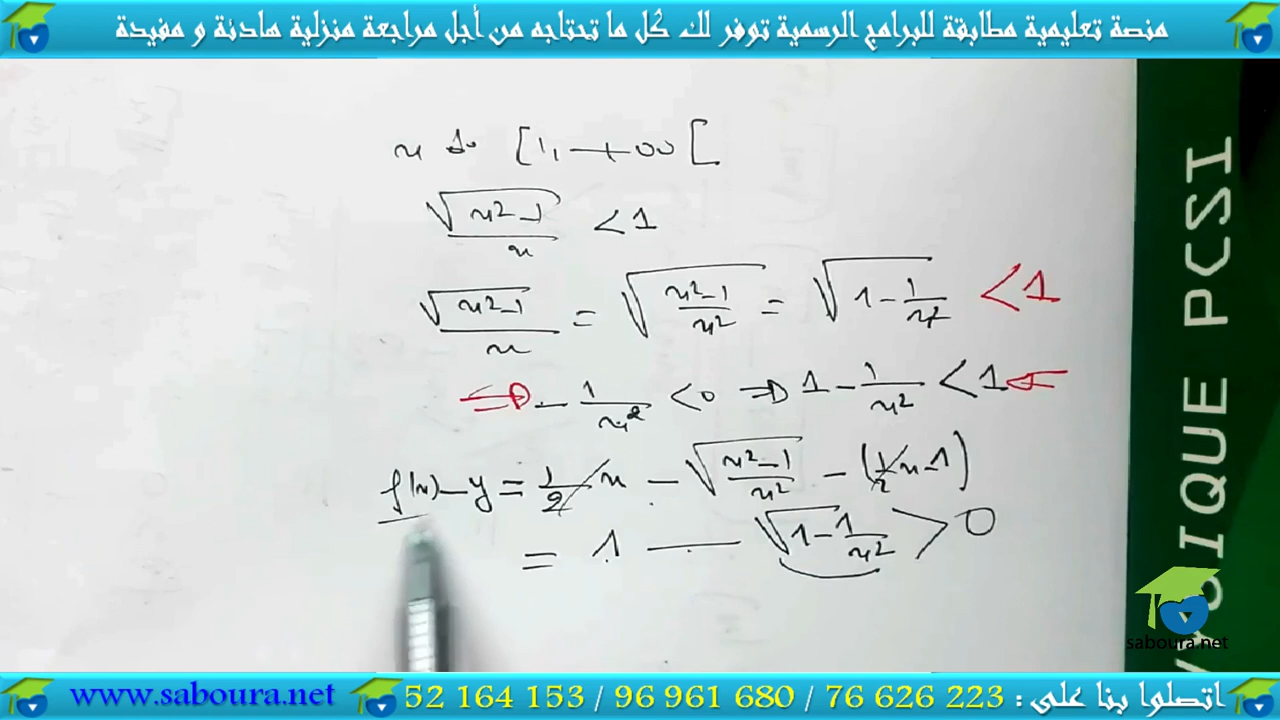 منصة تعليمية مطابقة للبرامج الرسمية توفر لك كل ما تحتاجه من أجل مراجعة منزلية هادئة و مفيدة
x [1, +∞[
√(x²-1)/x < 1
√(x²-1)/x = √((x²-1)/x²) = √(1 - 1/x²) < 1
⇒ - 1/x² < 0 ⇒ 1 - 1/x² < 1 ⇐
f(x) - y = 1/2 x - √((x²-1)/x²) - (1/2 x - 1)
= 1 - √(1 - 1/x²) > 0
SIQUE PCSI
saboura.net
www.saboura.net
52 164 153 / 96 961 680 / 76 626 223 : اتصلوا بنا على